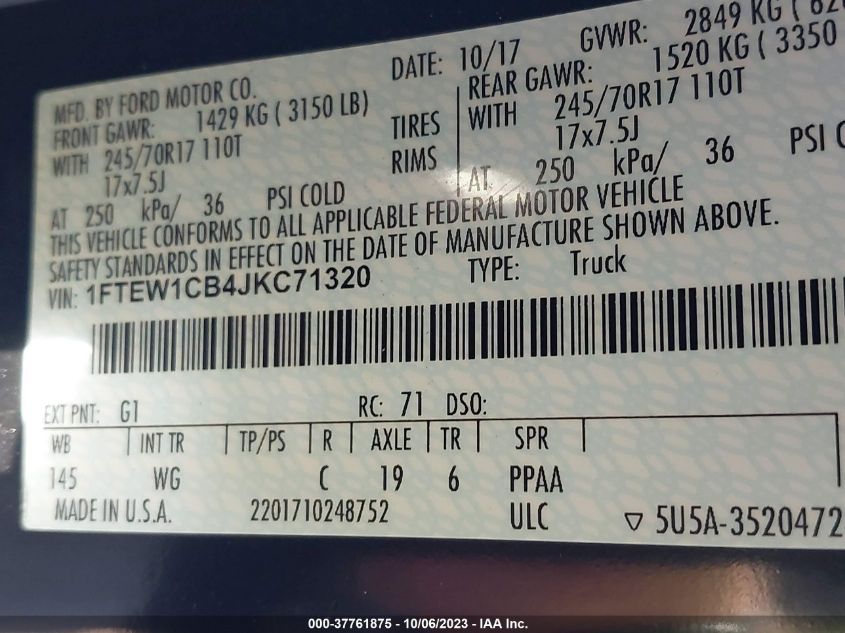 MFD. BY FORD MOTOR CO. DATE: 10/17 GVWR: 2849 KG
FRONT GAWR: 1429 KG ( 3150 LB) REAR GAWR: 1520 KG ( 3350
WITH 245/70R17 110T TIRES WITH 245/70R17 110T
17x7.5J RIMS 17x7.5J
AT 250 kPa/ 36 PSI COLD AT 250 kPa/ 36 PSI
THIS VEHICLE CONFORMS TO ALL APPLICABLE FEDERAL MOTOR VEHICLE
SAFETY STANDARDS IN EFFECT ON THE DATE OF MANUFACTURE SHOWN ABOVE.
VIN: 1FTEW1CB4JKC71320 TYPE: Truck
EXT PNT: G1 RC: 71 DSO:
WB INT TR TP/PS R AXLE TR SPR
145 WG C 19 6 PPAA
MADE IN U.S.A. 2201710248752 ULC ▽ 5U5A-3520472
000-37761875 - 10/06/2023 - IAA Inc.